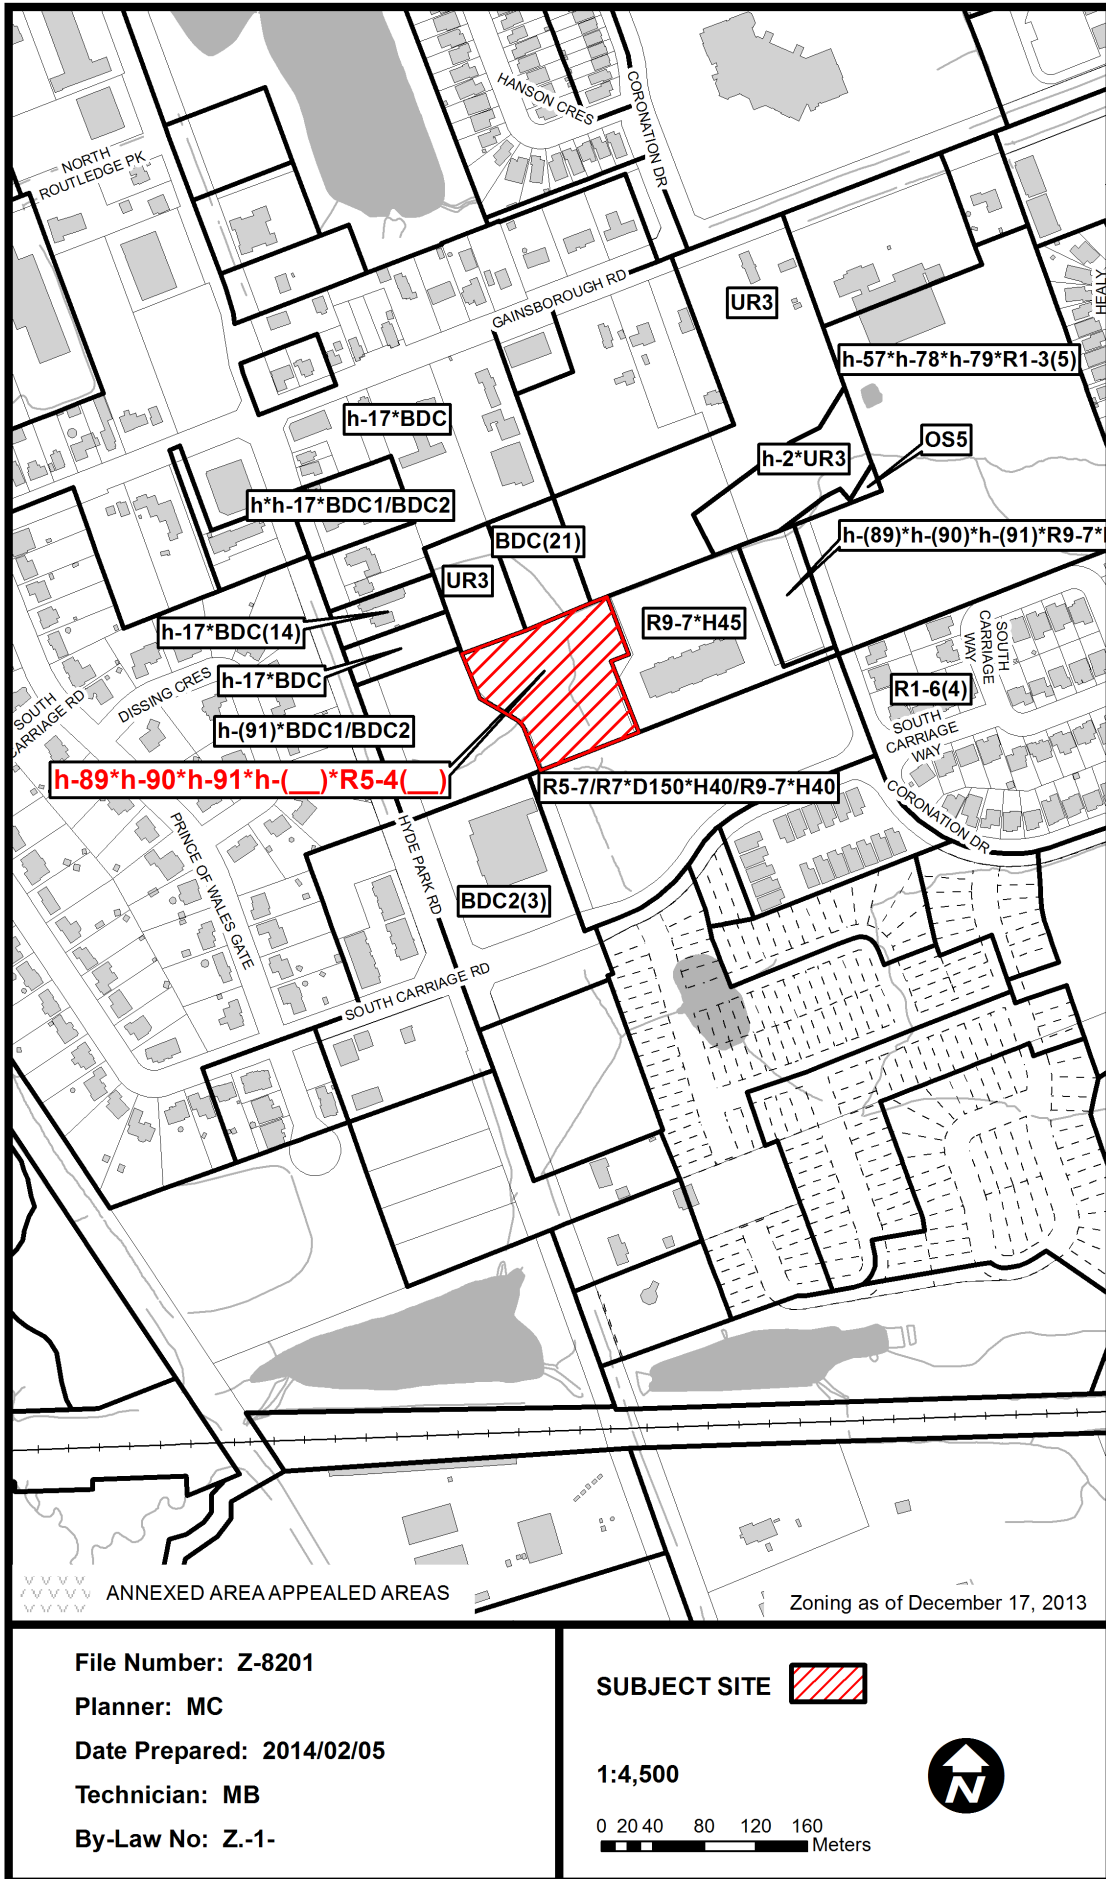 HANSON CRES
CORONATION DR
NORTH
ROUTLEDGE PK
HEALY
GAINSBOROUGH RD
UR3
h-57*h-78*h-79*R1-3(5)
h-17*BDC
OS5
h-2*UR3
h*h-17*BDC1/BDC2
h-(89)*h-(90)*h-(91)*R9-7*
BDC(21)
UR3
R9-7*H45
h-17*BDC(14)
SOUTH
CARRIAGE
WAY
h-17*BDC
R1-6(4)
DISSING CRES
SOUTH
CARRIAGE RD
h-(91)*BDC1/BDC2
SOUTH
CARRIAGE
WAY
h-89*h-90*h-91*h-(__)*R5-4(__)
R5-7/R7*D150*H40/R9-7*H40
CORONATION DR
HYDE PARK RD
PRINCE OF WALES GATE
BDC2(3)
SOUTH CARRIAGE RD
ANNEXED AREA APPEALED AREAS
Zoning as of December 17, 2013
File Number: Z-8201
Planner: MC
Date Prepared: 2014/02/05
Technician: MB
By-Law No: Z.-1-
SUBJECT SITE
1:4,500
N
0 20 40 80 120 160
Meters